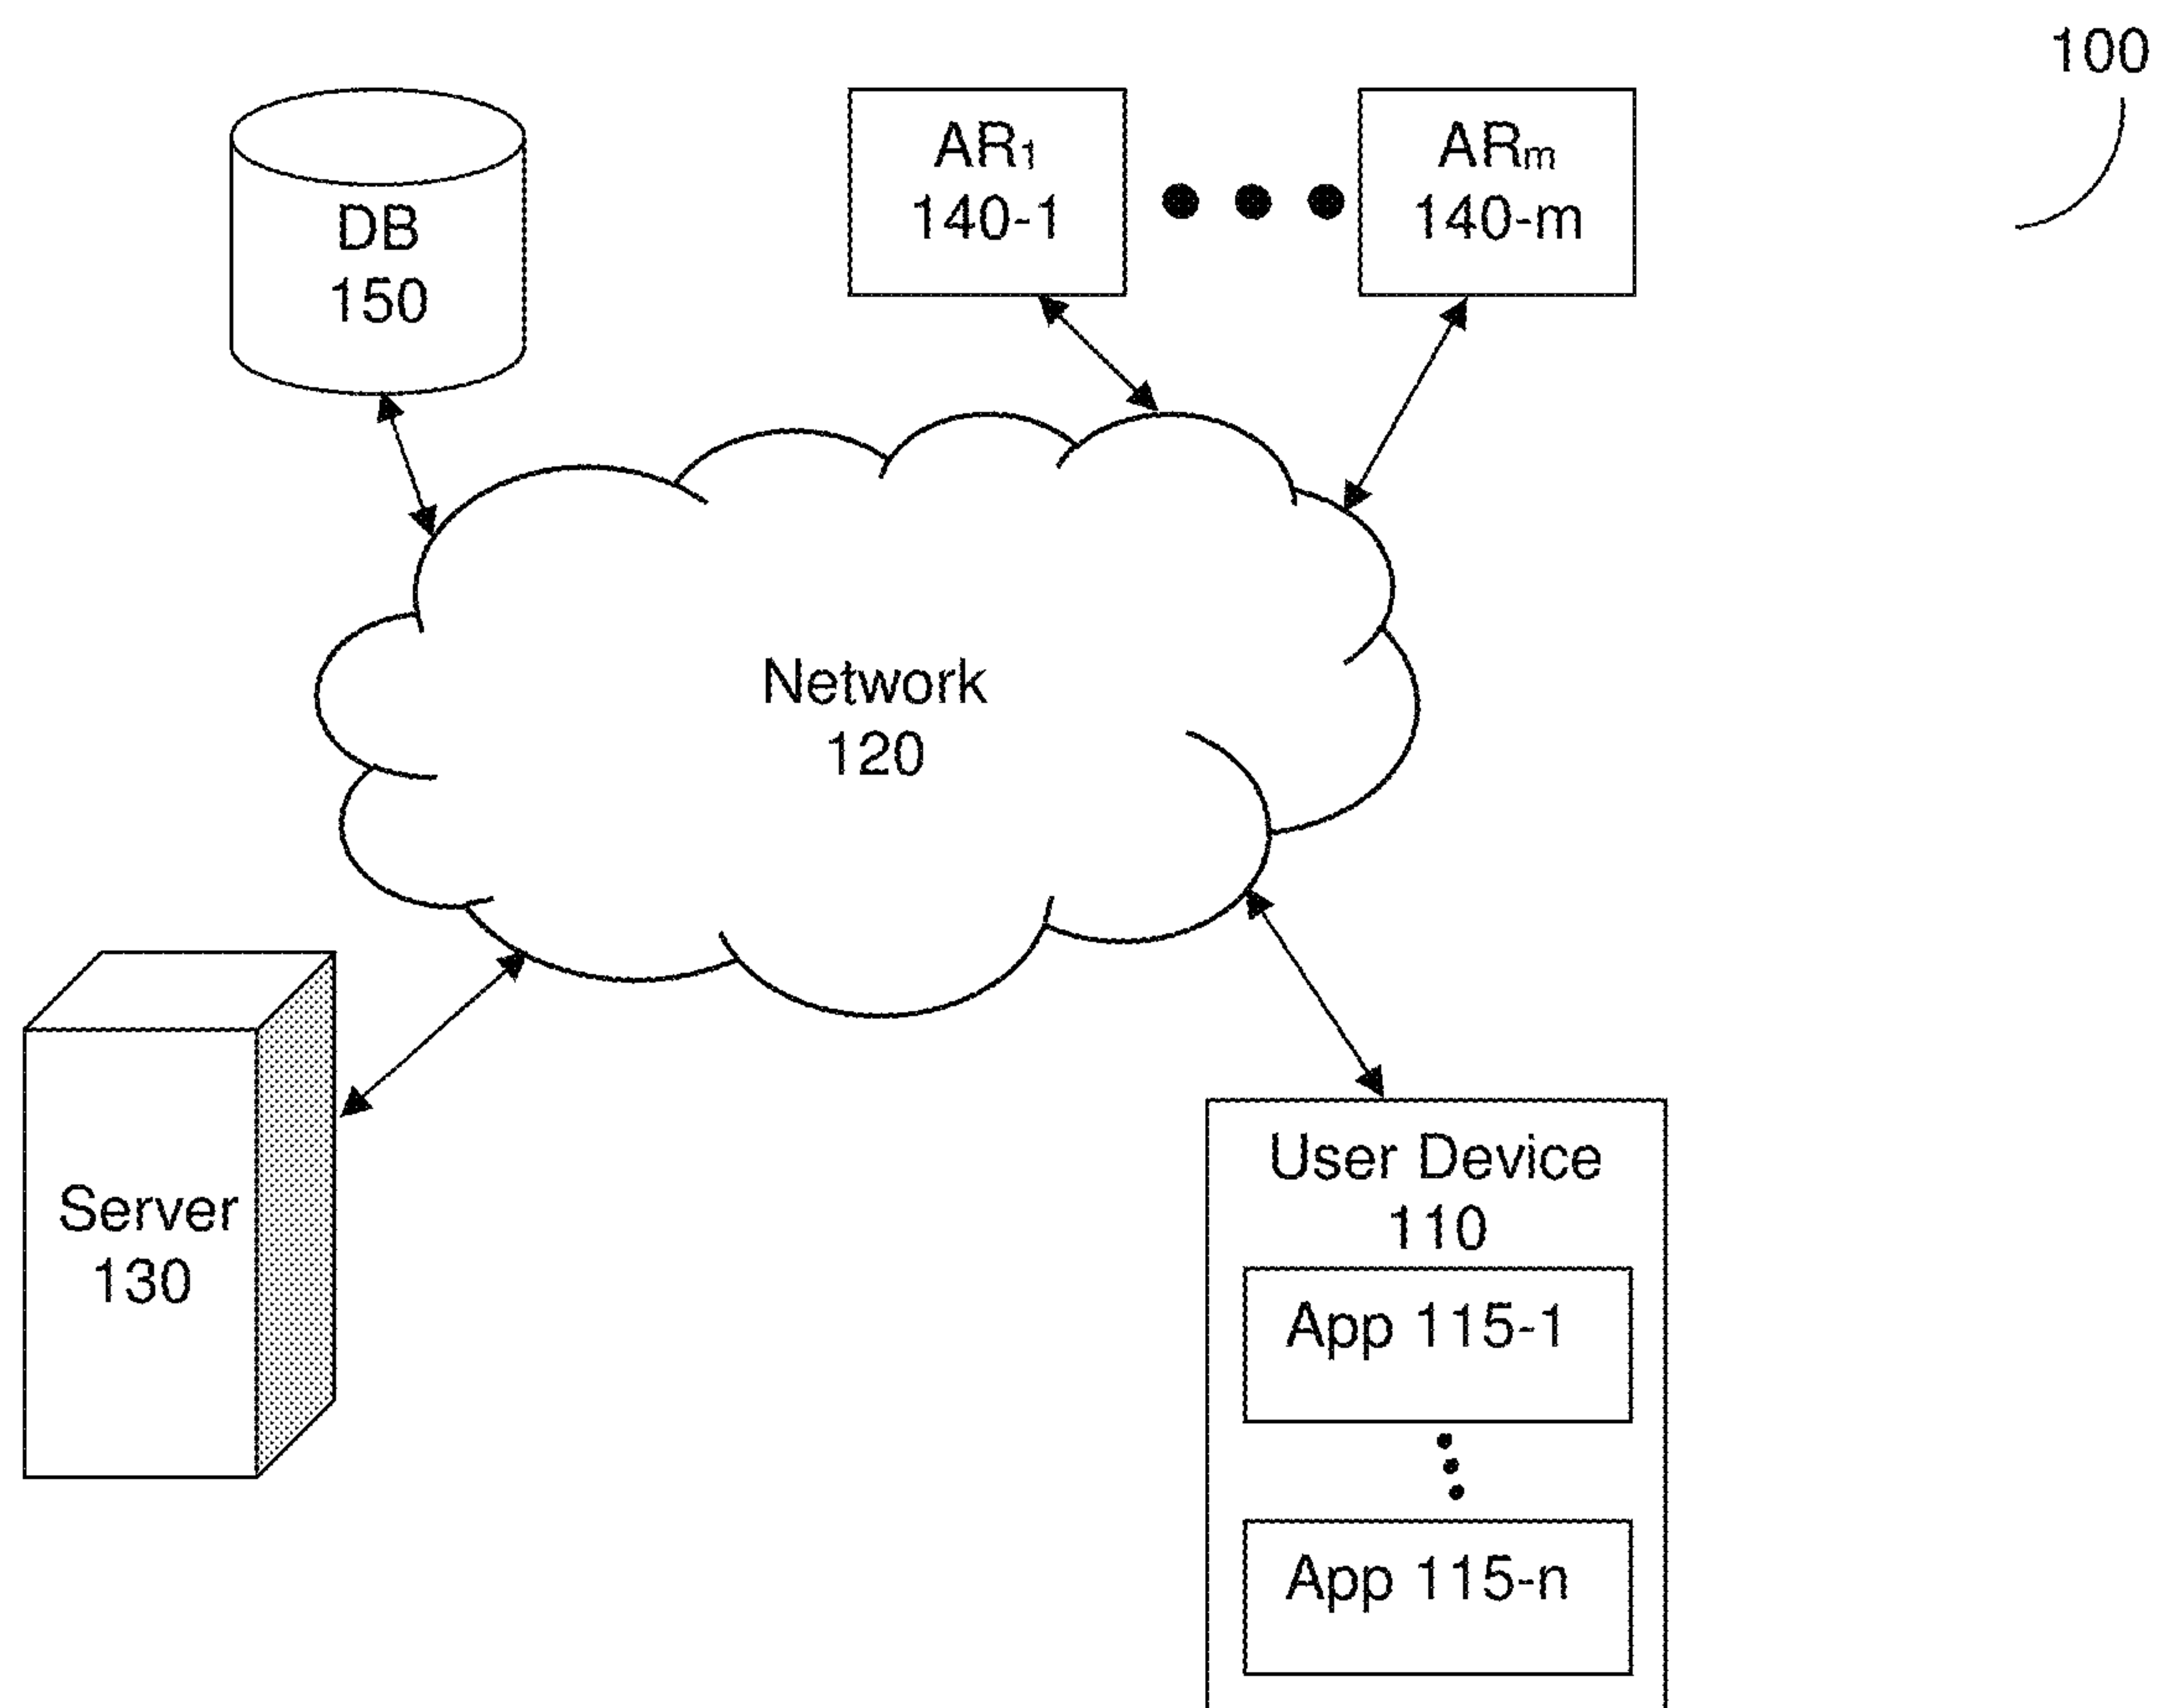 100
DB
150
AR₁
140-1
ARm
140-m
Network
120
Server
130
User Device
110
App 115-1
App 115-n